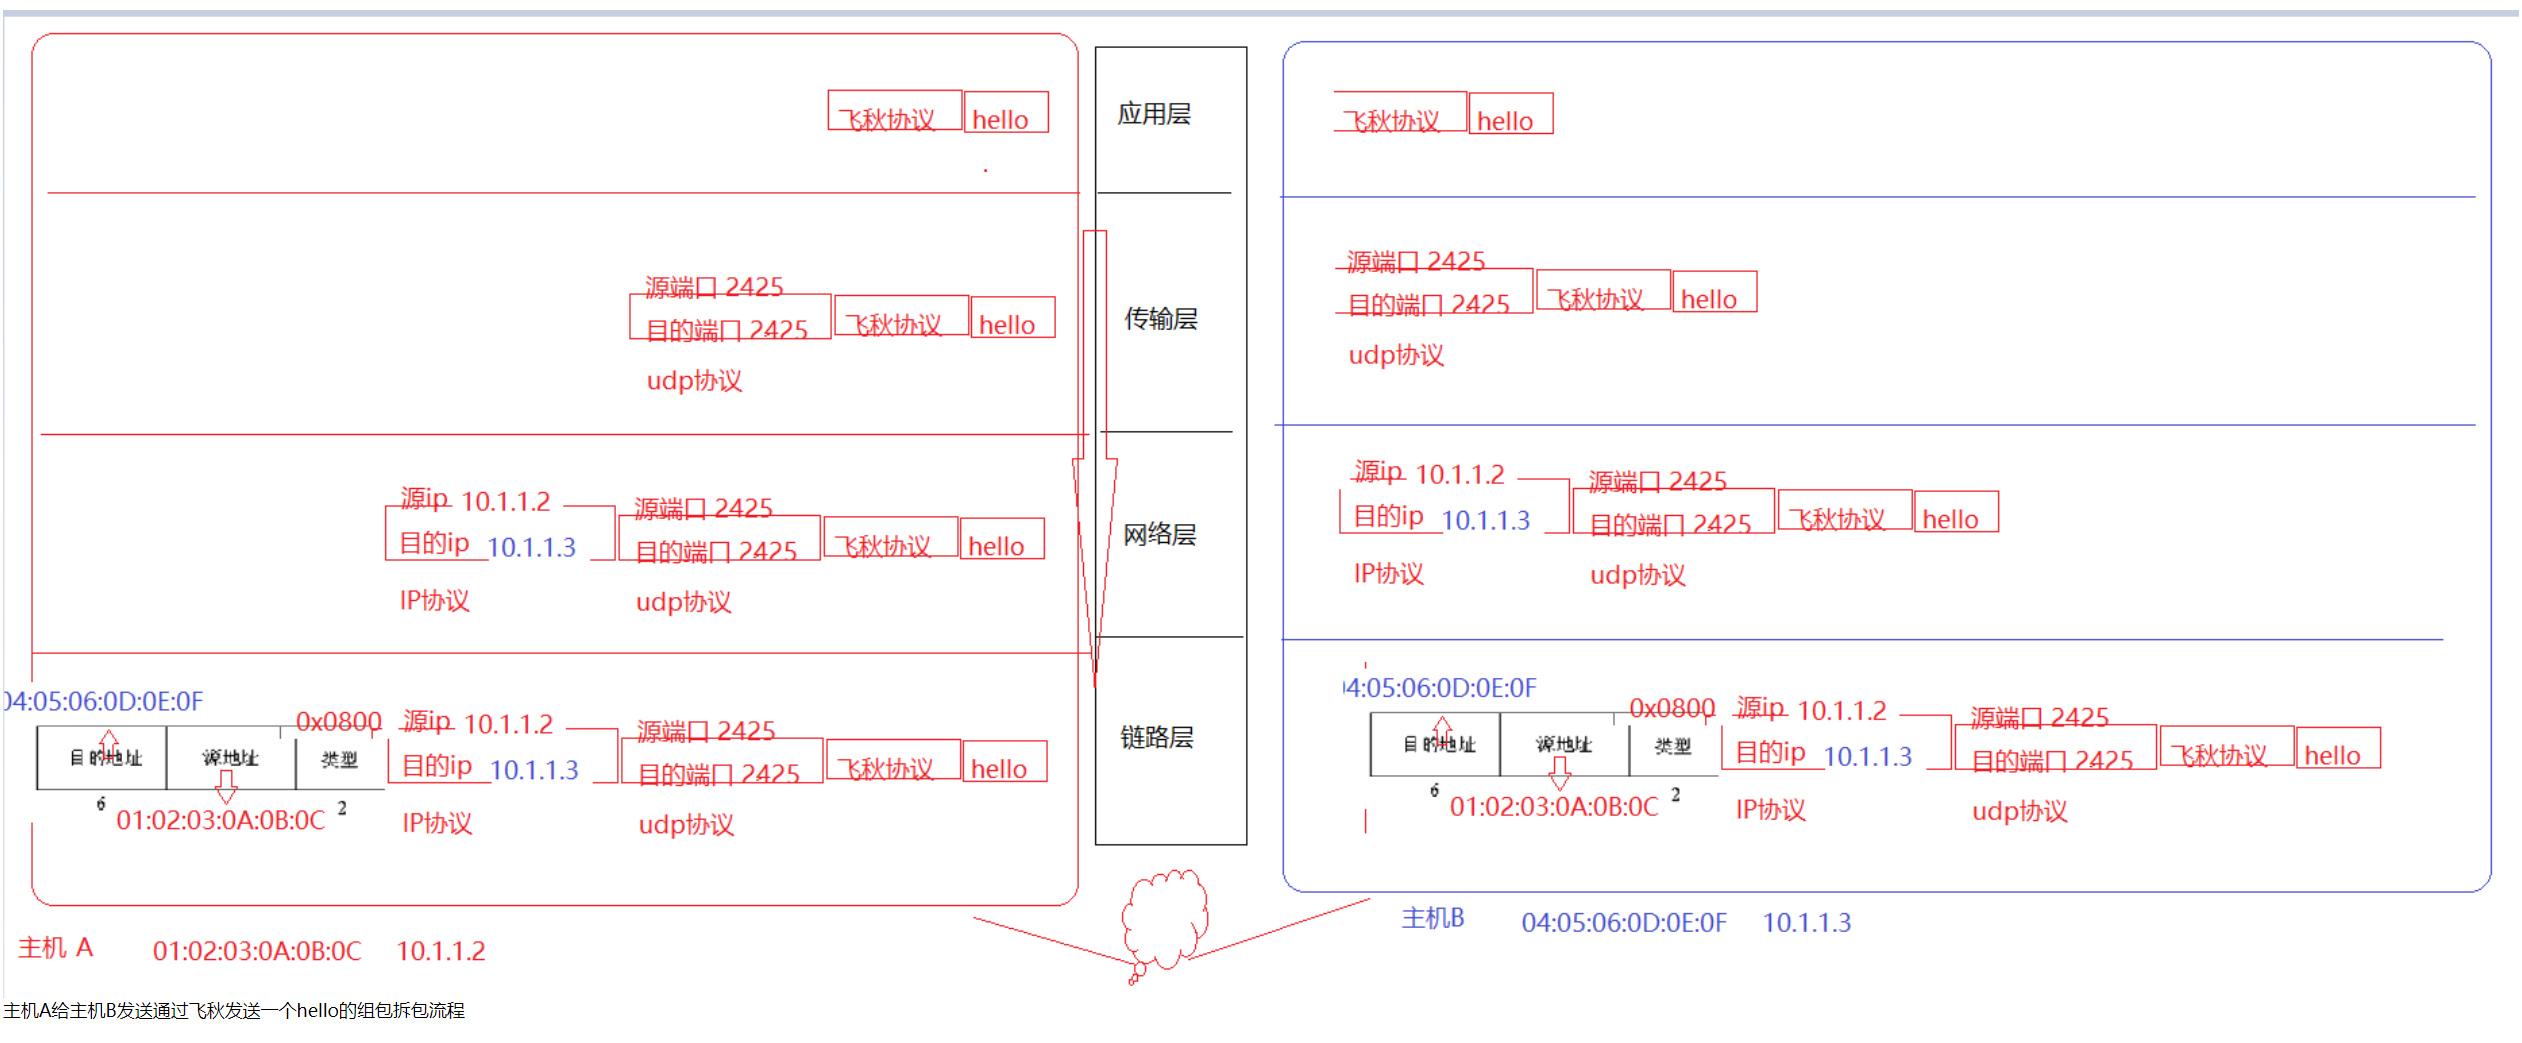 飞秋协议 hello
应用层
飞秋协议 hello
源端口 2425
目的端口 2425 飞秋协议 hello
udp协议
传输层
源端口 2425
目的端口 2425 飞秋协议 hello
udp协议
源ip 10.1.1.2 源端口 2425
目的ip 10.1.1.3 目的端口 2425 飞秋协议 hello
IP协议 udp协议
网络层
源ip 10.1.1.2 源端口 2425
目的ip 10.1.1.3 目的端口 2425 飞秋协议 hello
IP协议 udp协议
04:05:06:0D:0E:0F
0x0800 源ip 10.1.1.2 源端口 2425
目的地址 源地址 类型 目的ip 10.1.1.3 目的端口 2425 飞秋协议 hello
6 01:02:03:0A:0B:0C 2 IP协议 udp协议
链路层
04:05:06:0D:0E:0F
0x0800 源ip 10.1.1.2 源端口 2425
目的地址 源地址 类型 目的ip 10.1.1.3 目的端口 2425 飞秋协议 hello
6 01:02:03:0A:0B:0C 2 IP协议 udp协议
主机 A 01:02:03:0A:0B:0C 10.1.1.2
主机B 04:05:06:0D:0E:0F 10.1.1.3
主机A给主机B发送通过飞秋发送一个hello的组包拆包流程